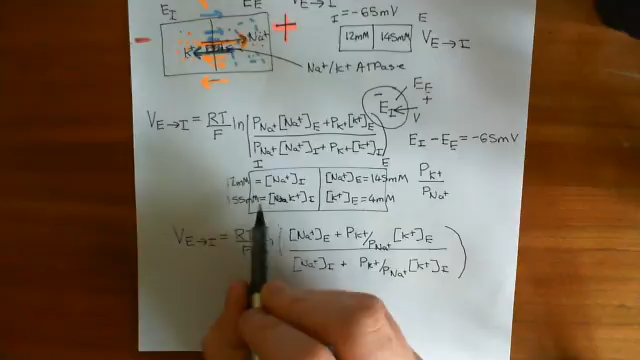 E_I E_E V_E→I
I = -65mV E
12mM 145mM V_E→I
- Na⁺ +
K⁺
Na⁺/K⁺ ATPase
V_E→I = RT/F ln( P_Na⁺[Na⁺]_E + P_K⁺[K⁺]_E / P_Na⁺[Na⁺]_I + P_K⁺[K⁺]_I )
- E_I E_E + V
E_I - E_E = -65mV
I E
12mM = [Na⁺]_I [Na⁺]_E = 145mM
155mM = [K⁺]_I [K⁺]_E = 4mM
P_K⁺ / P_Na⁺
V_E→I = RT/F ( [Na⁺]_E + P_K⁺/P_Na⁺ [K⁺]_E / [Na⁺]_I + P_K⁺/P_Na⁺ [K⁺]_I )